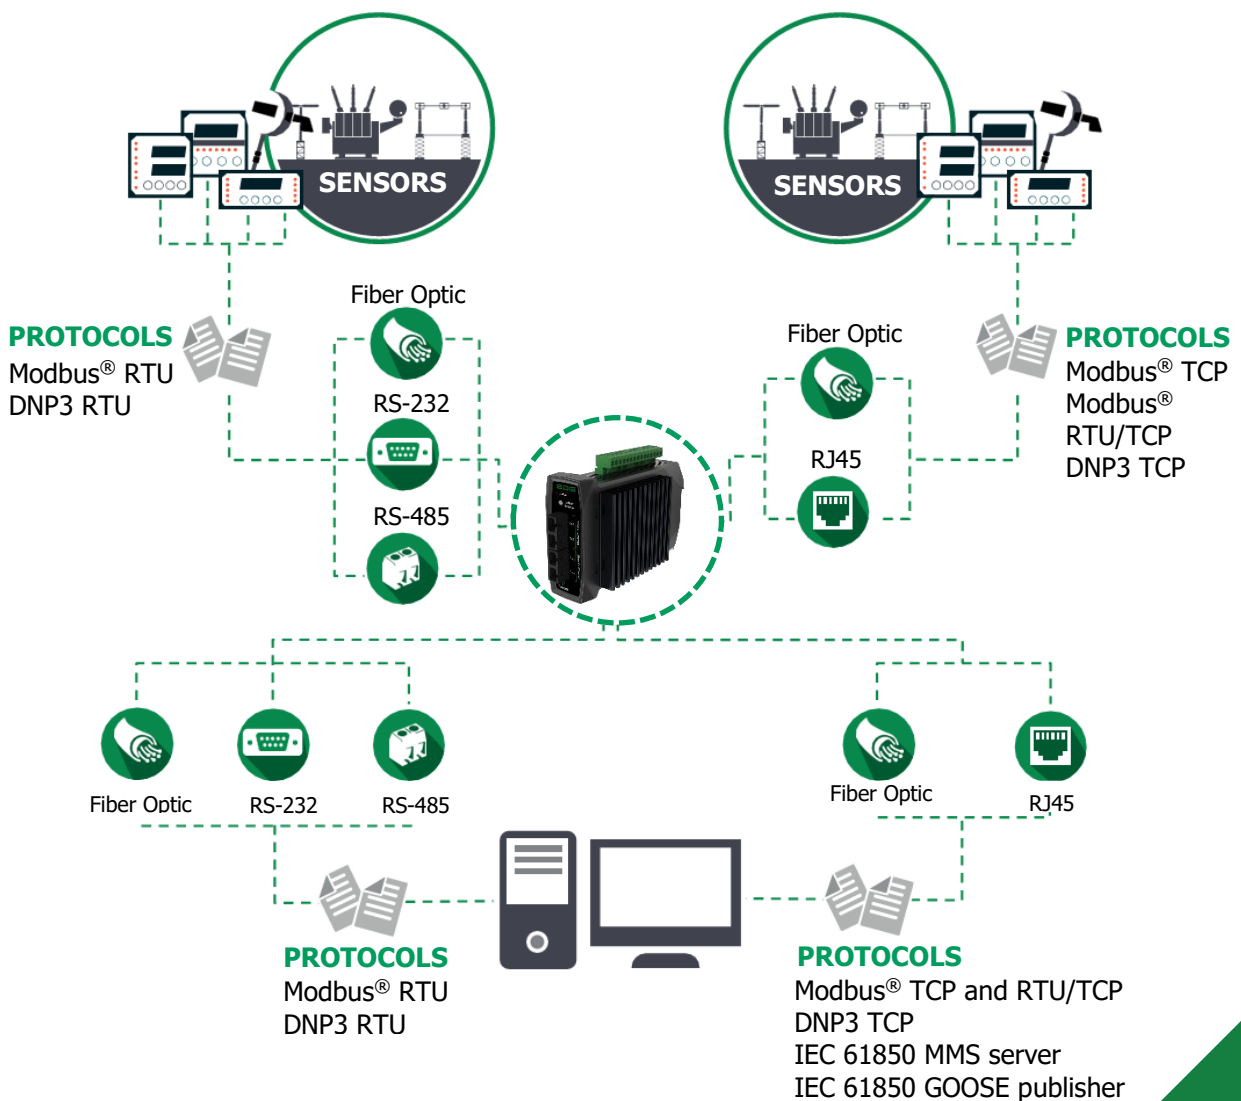 SENSORS
SENSORS
Fiber Optic
Fiber Optic
PROTOCOLS
Modbus® RTU
DNP3 RTU
PROTOCOLS
Modbus® TCP
Modbus®
RTU/TCP
DNP3 TCP
RS-232
RJ45
RS-485
Fiber Optic
RS-232
RS-485
Fiber Optic
RJ45
PROTOCOLS
Modbus® RTU
DNP3 RTU
PROTOCOLS
Modbus® TCP and RTU/TCP
DNP3 TCP
IEC 61850 MMS server
IEC 61850 GOOSE publisher